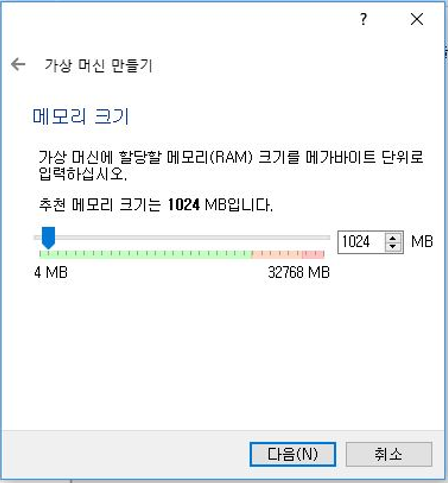 ?
가상 머신 만들기
메모리 크기
가상 머신에 할당할 메모리(RAM) 크기를 메가바이트 단위로
입력하십시오.
추천 메모리 크기는 1024 MB입니다.
1024 MB
4 MB 32768 MB
다음(N) 취소